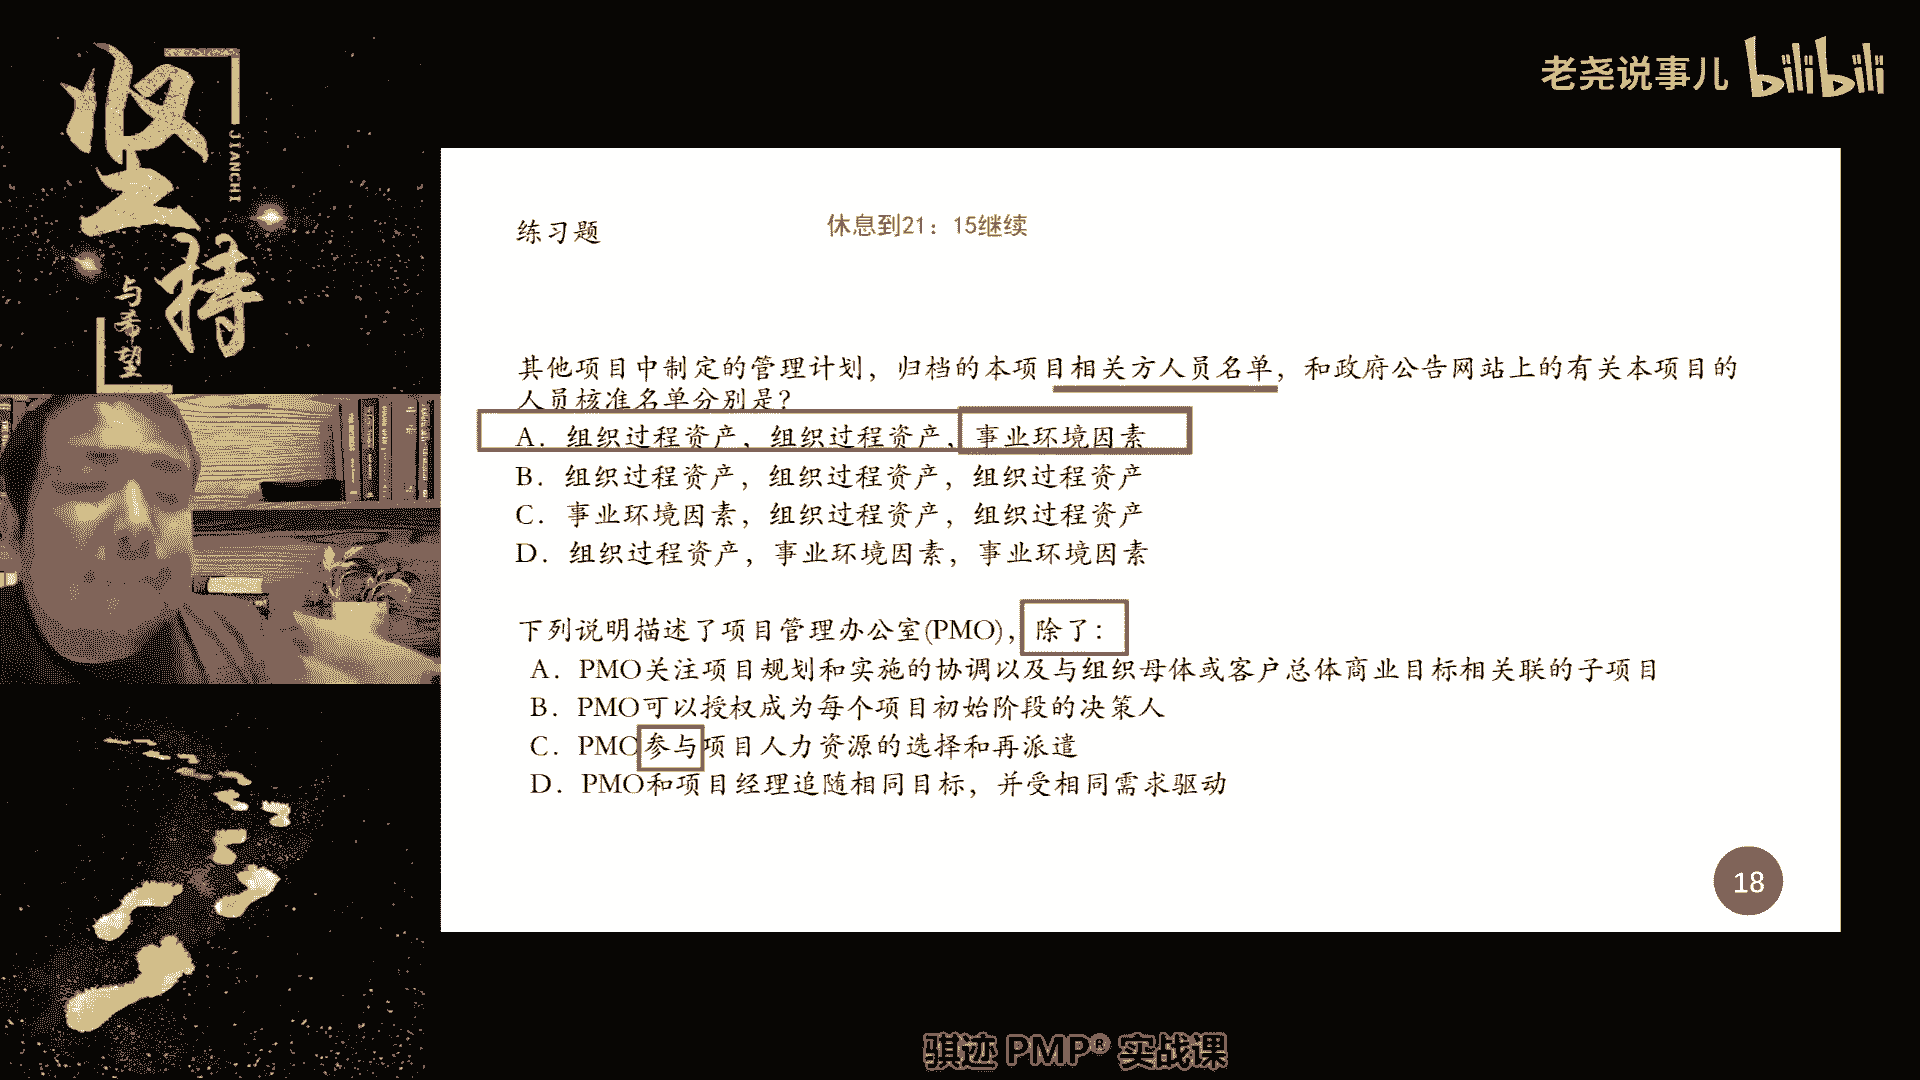 坚持
JIANCHI
与希望
老尧说事儿 bilibili
练习题
休息到21：15继续
其他项目中制定的管理计划，归档的本项目相关方人员名单，和政府公告网站上的有关本项目的
人员核准名单分别是？
A．组织过程资产，组织过程资产，事业环境因素
B．组织过程资产，组织过程资产，组织过程资产
C．事业环境因素，组织过程资产，组织过程资产
D．组织过程资产，事业环境因素，事业环境因素
下列说明描述了项目管理办公室(PMO)，除了：
A．PMO关注项目规划和实施的协调以及与组织母体或客户总体商业目标相关联的子项目
B．PMO可以授权成为每个项目初始阶段的决策人
C．PMO参与项目人力资源的选择和再派遣
D．PMO和项目经理追随相同目标，并受相同需求驱动
18
骐迹 PMP® 实战课